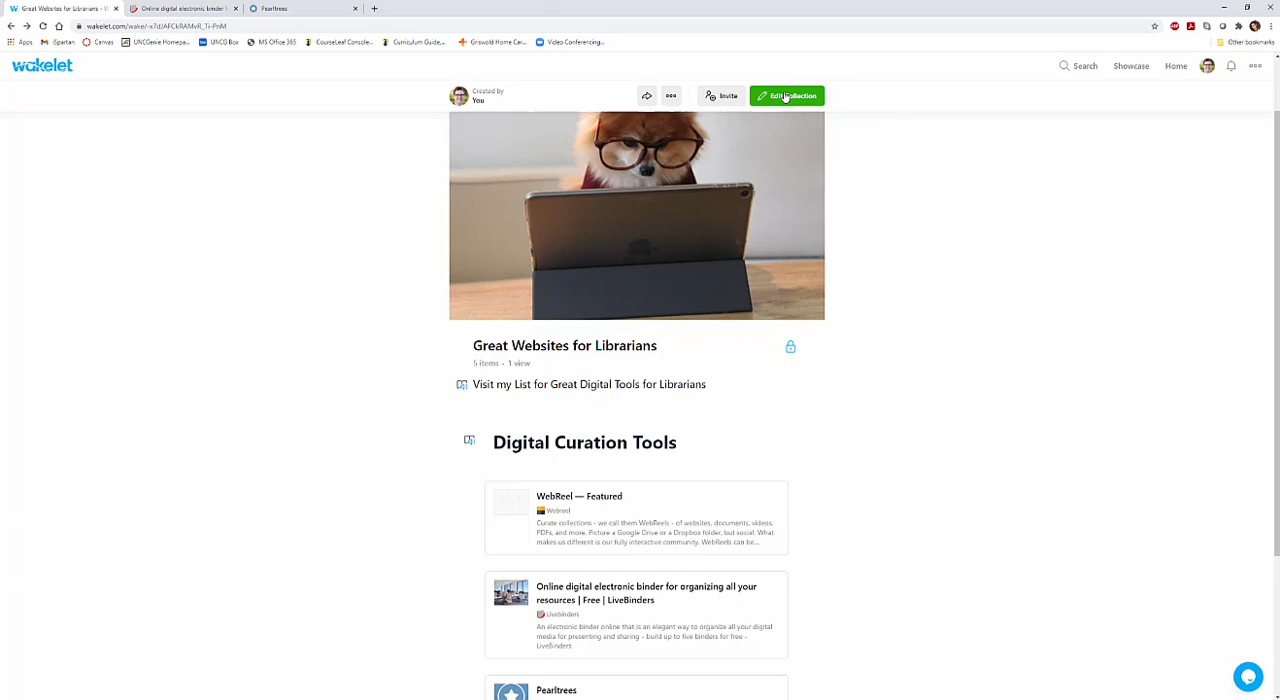 Great Websites for Librarians - W
Online digital electronic binder f
Pearltrees
wakelet.com/wake/-x7dJAFCkRAMvR_Ti-PnM
Apps
iSpartan
Canvas
UNCGenie Homepa...
UNCG Box
MS Office 365
CourseLeaf Console...
Curriculum Guide,...
Griswold Home Car...
Video Conferencing...
Other bookmarks
wakelet
Search
Showcase
Home
Created by
You
Invite
Edit Collection
Great Websites for Librarians
5 items · 1 view
Visit my List for Great Digital Tools for Librarians
Digital Curation Tools
WebReel — Featured
Webreel
Curate collections - we call them WebReels - of websites, documents, videos,
PDFs, and more. Picture a Google Drive or a Dropbox folder, but social. What
makes us different is our fully interactive community. WebReels can be...
Online digital electronic binder for organizing all your
resources | Free | LiveBinders
Livebinders
An electronic binder online that is an elegant way to organize all your digital
media for presenting and sharing - build up to five binders for free -
LiveBinders
Pearltrees